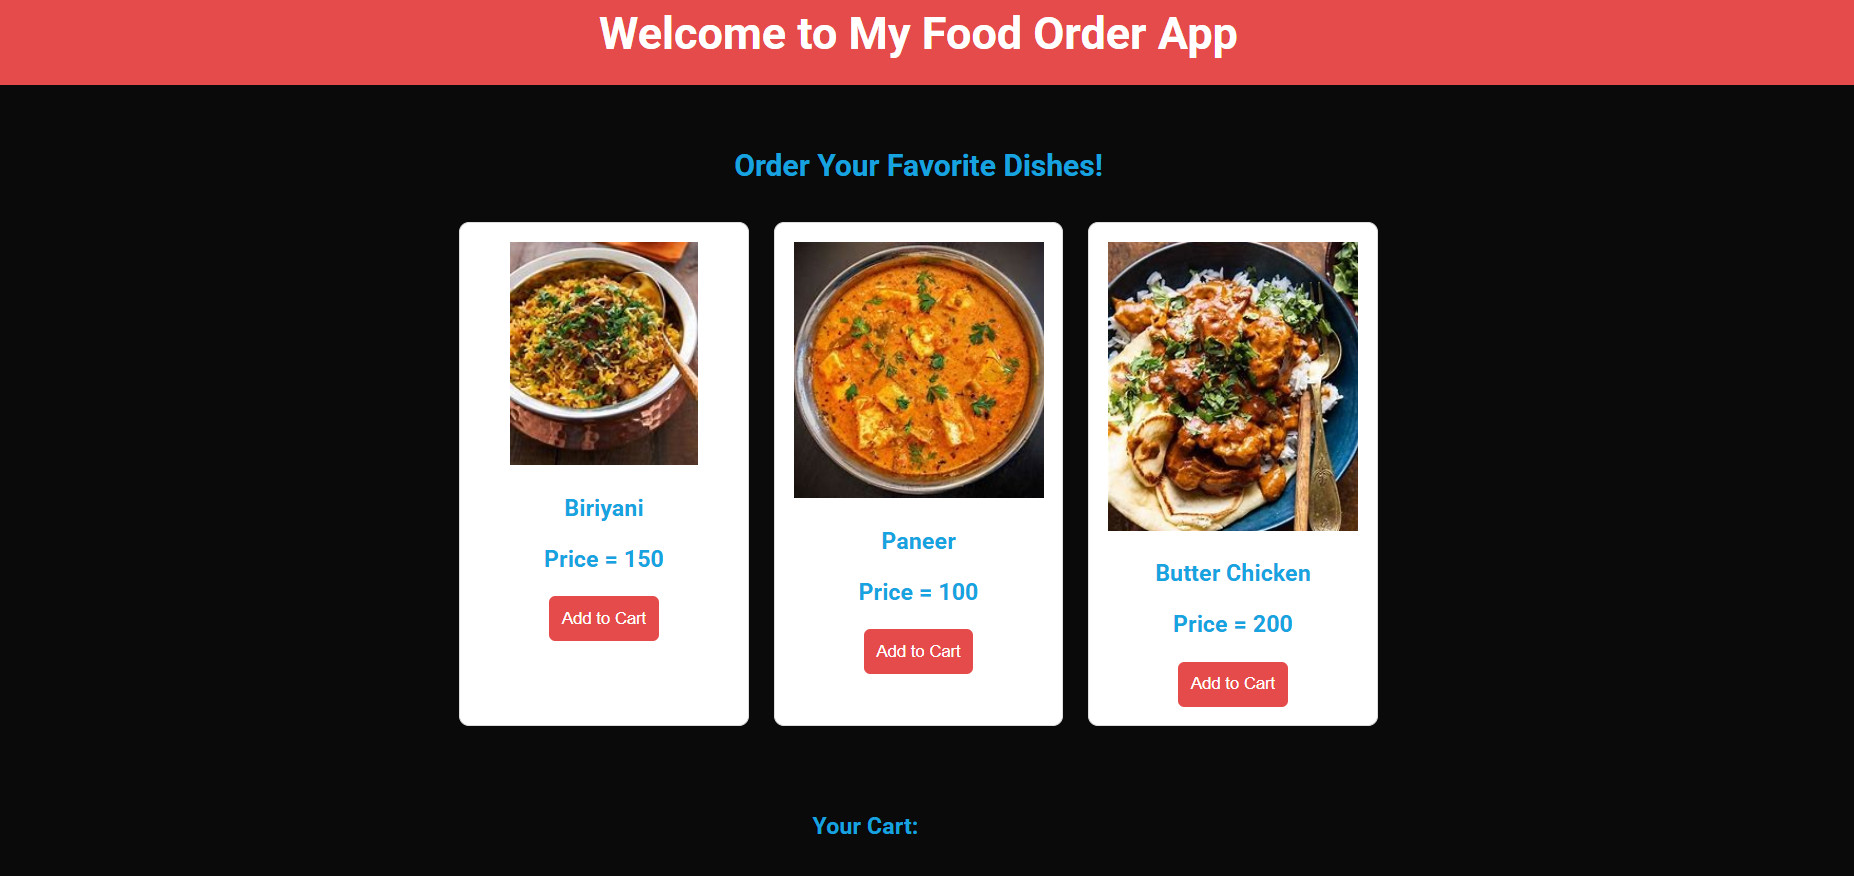 Welcome to My Food Order App
Order Your Favorite Dishes!
Biriyani
Price = 150
Add to Cart
Paneer
Price = 100
Add to Cart
Butter Chicken
Price = 200
Add to Cart
Your Cart: